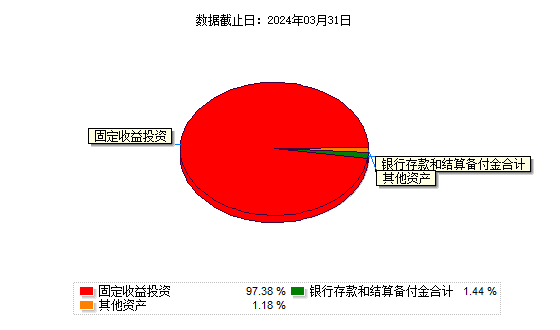 数据截止日：2024年03月31日
固定收益投资
银行存款和结算备付金合计
其他资产
固定收益投资 97.38 % 银行存款和结算备付金合计 1.44 %
其他资产 1.18 %